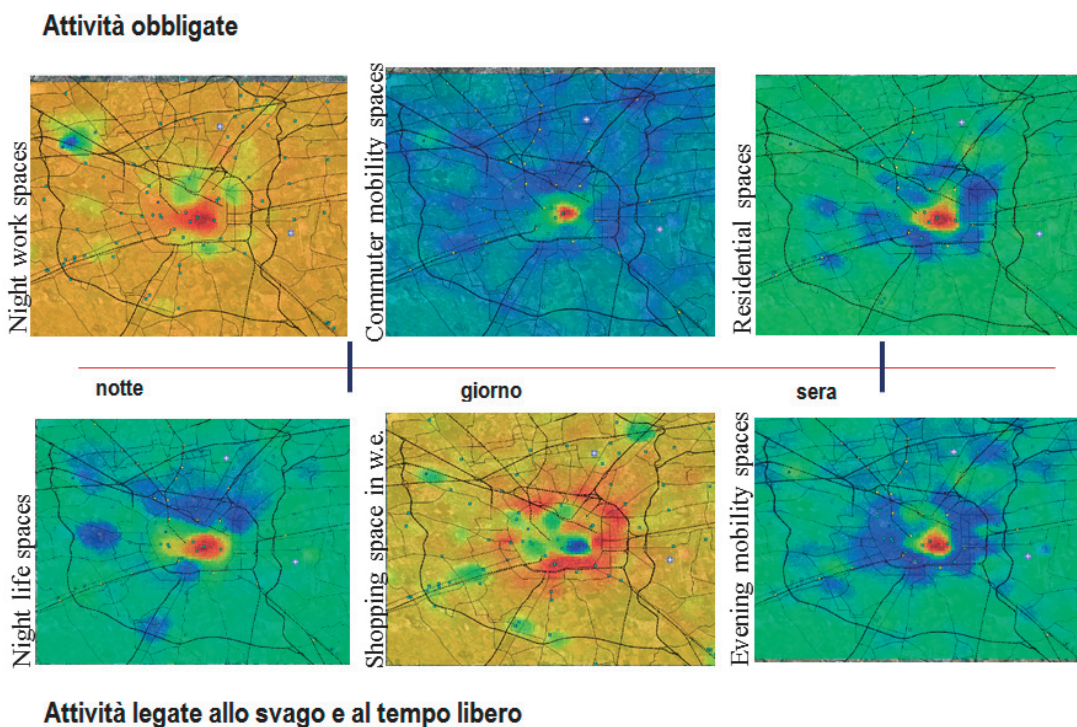 Attività obbligate
Night work spaces
Commuter mobility spaces
Residential spaces
notte
giorno
sera
Night life spaces
Shopping space in w.e.
Evening mobility spaces
Attività legate allo svago e al tempo libero